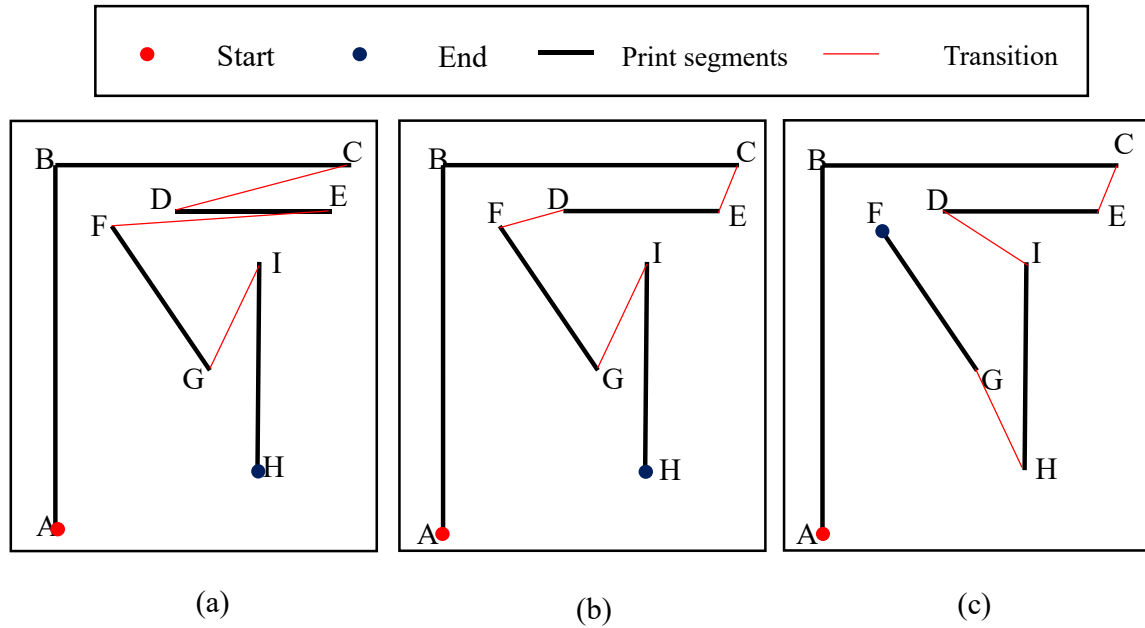 Start End Print segments Transition
B C
D E
F
I
G
H
A
B C
D E
F
I
G
H
A
C
B
D E
F
I
G
H
A
(a) (b) (c)